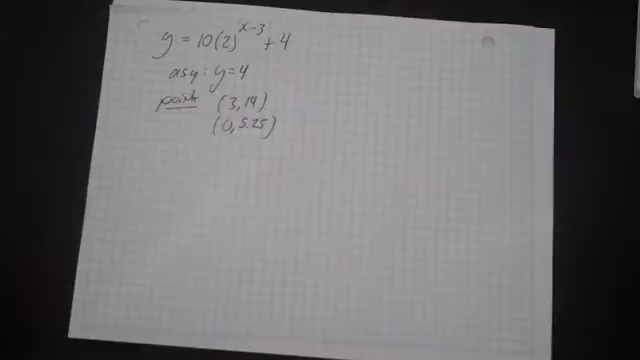 y = 10(2)^{x-3} + 4
asy: y=4
points (3,14)
(0,5.25)